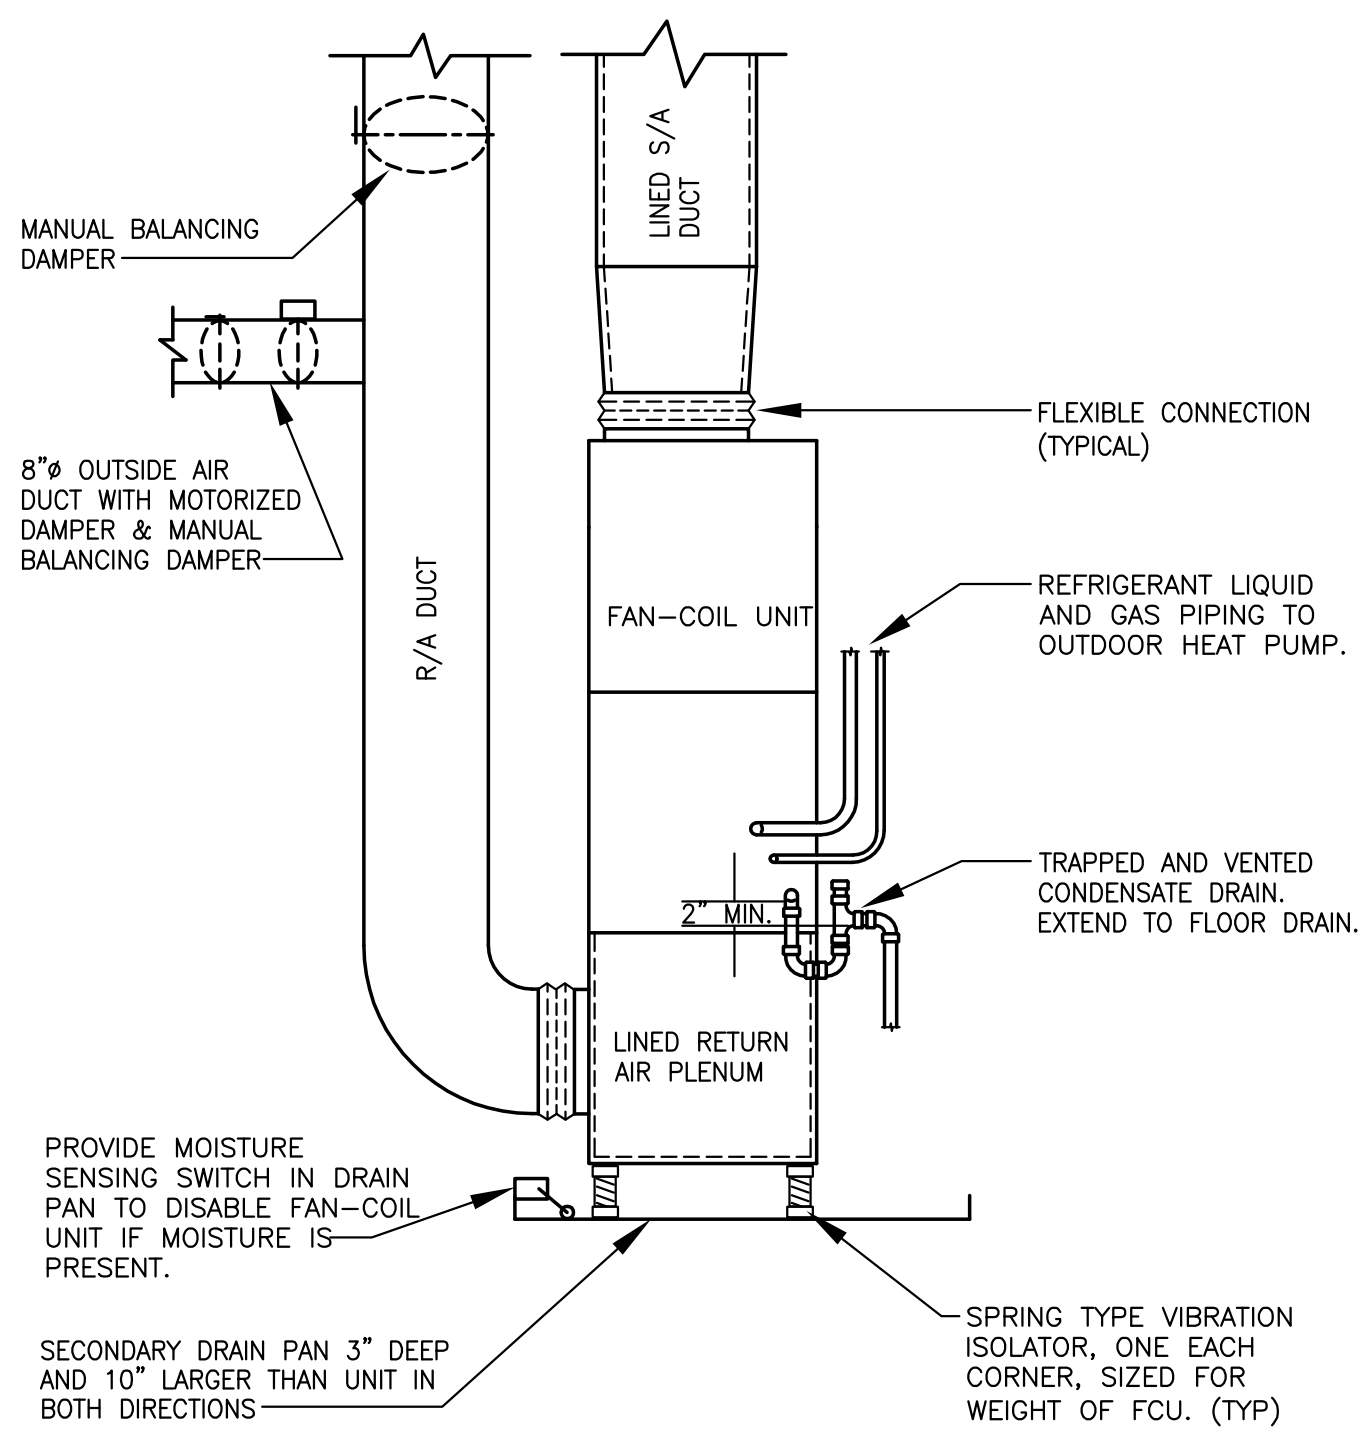 LINED S/A
DUCT
MANUAL BALANCING
DAMPER
FLEXIBLE CONNECTION
(TYPICAL)
8"ø OUTSIDE AIR
DUCT WITH MOTORIZED
DAMPER & MANUAL
BALANCING DAMPER
R/A DUCT
FAN-COIL UNIT
REFRIGERANT LIQUID
AND GAS PIPING TO
OUTDOOR HEAT PUMP.
TRAPPED AND VENTED
CONDENSATE DRAIN.
EXTEND TO FLOOR DRAIN.
2" MIN.
LINED RETURN
AIR PLENUM
PROVIDE MOISTURE
SENSING SWITCH IN DRAIN
PAN TO DISABLE FAN-COIL
UNIT IF MOISTURE IS
PRESENT.
SECONDARY DRAIN PAN 3" DEEP
AND 10" LARGER THAN UNIT IN
BOTH DIRECTIONS
SPRING TYPE VIBRATION
ISOLATOR, ONE EACH
CORNER, SIZED FOR
WEIGHT OF FCU. (TYP)